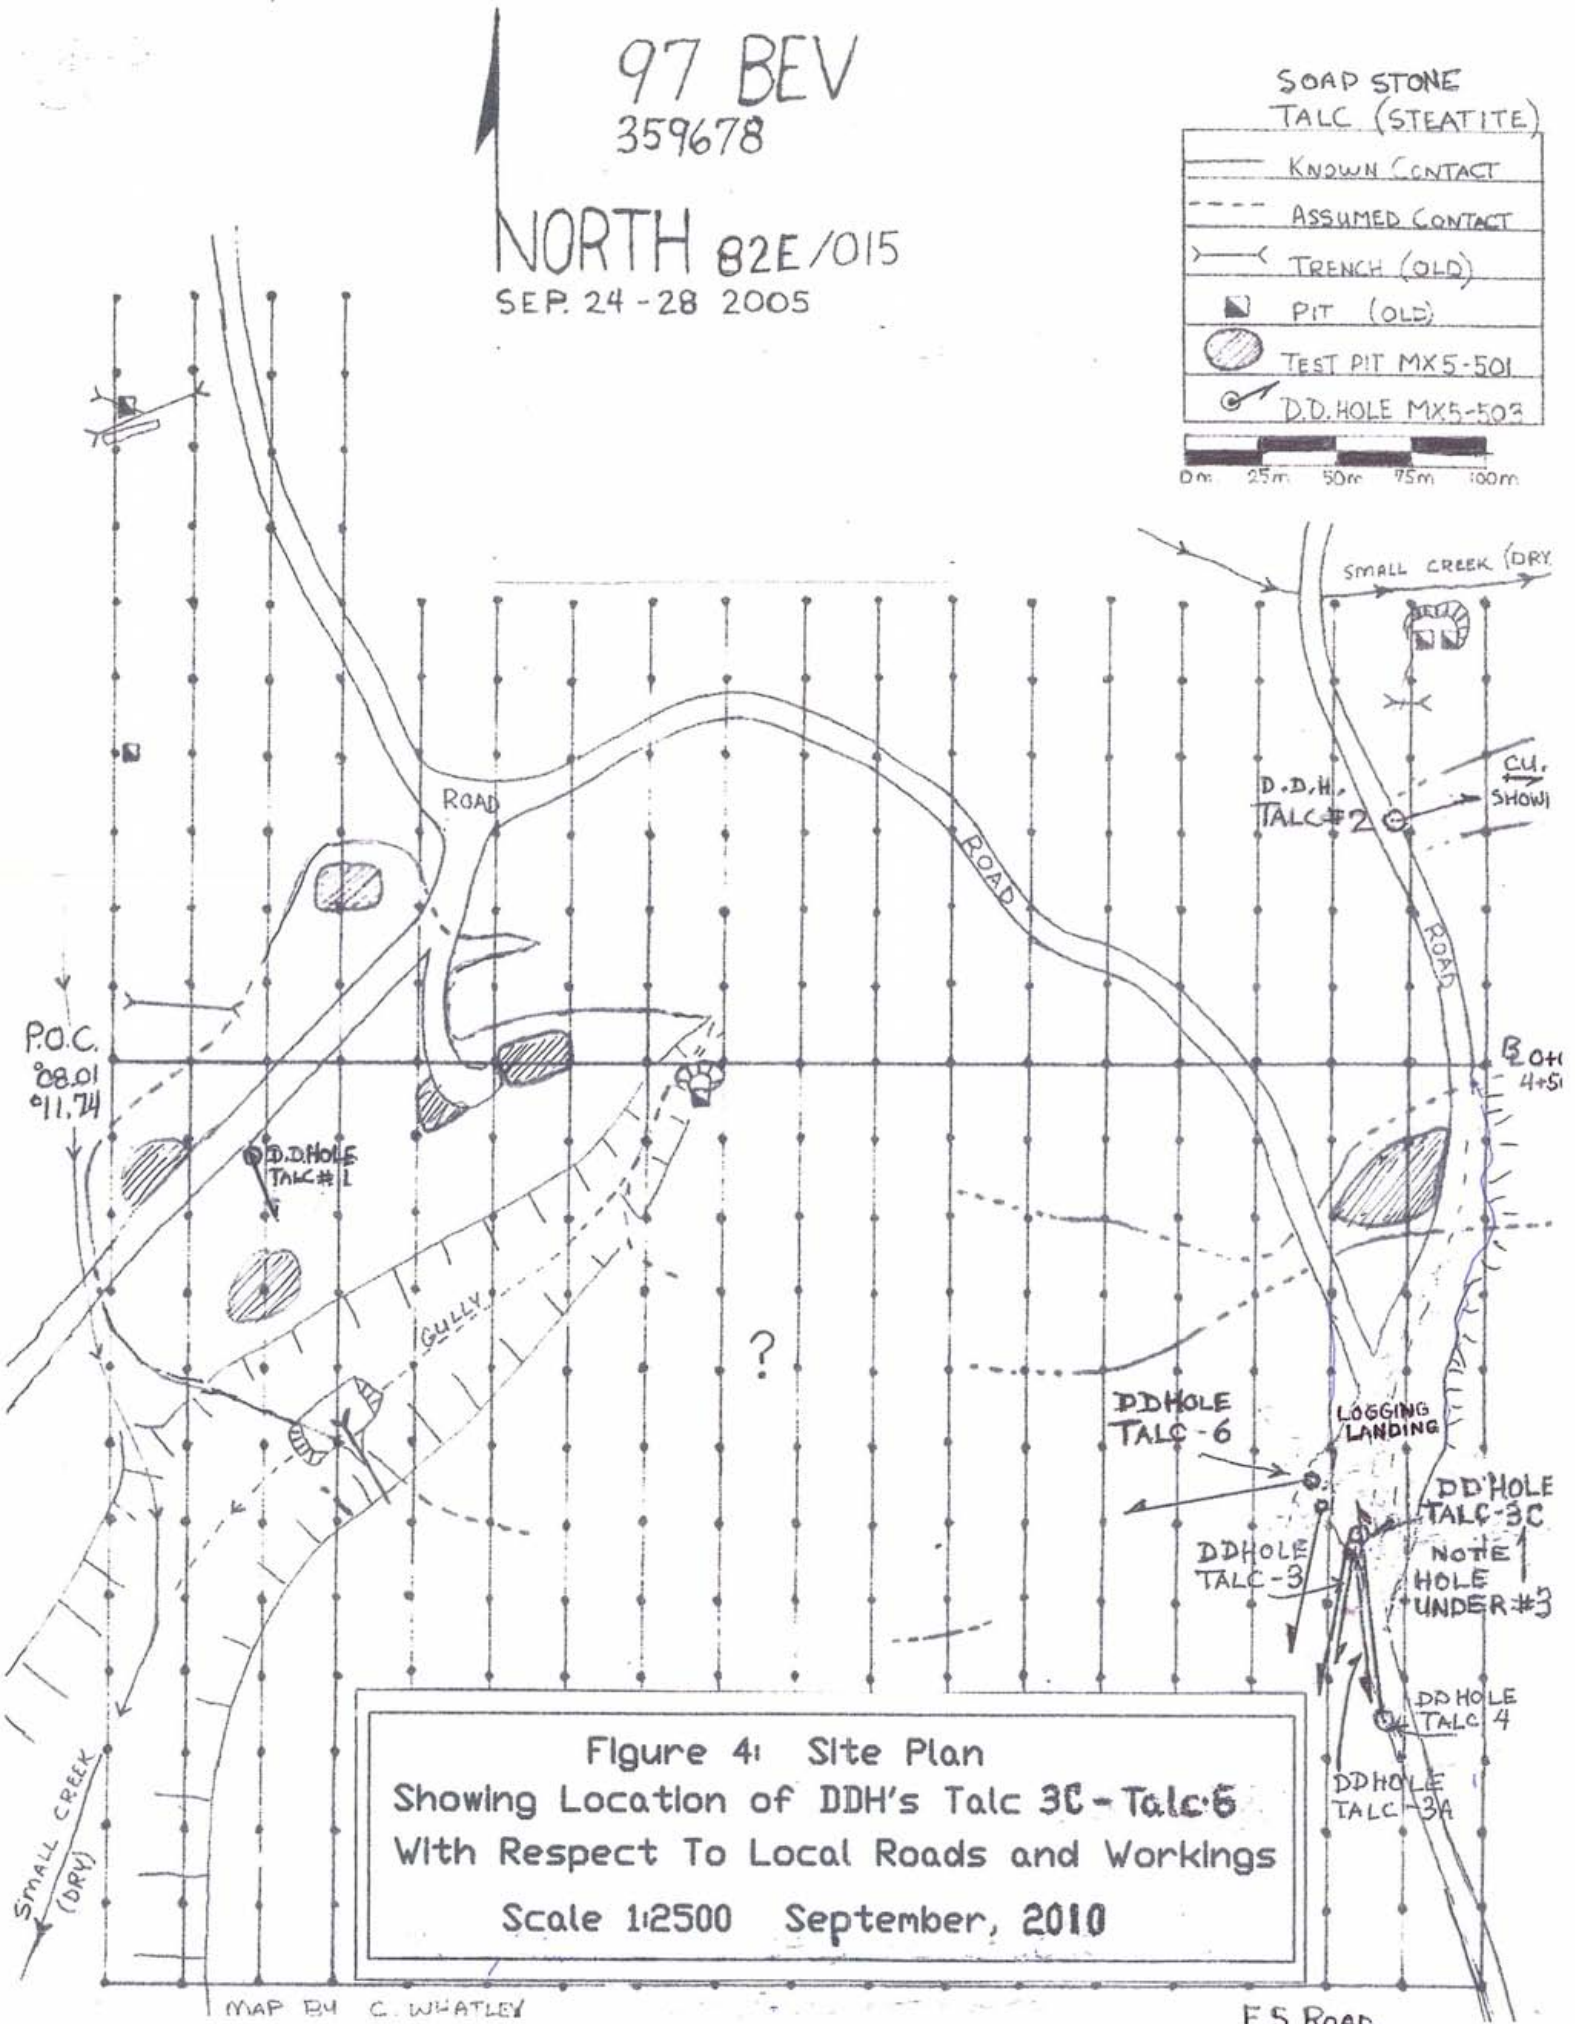 97 BEV
359678
NORTH 82E/015
SEP. 24-28 2005
SOAP STONE
TALC (STEATITE)
KNOWN CONTACT
ASSUMED CONTACT
TRENCH (OLD)
PIT (OLD)
TEST PIT MX5-501
D.D. HOLE MX5-503
0m 25m 50m 75m 100m
SMALL CREEK (DRY
CU.
SHOWI
D.D.H.
TALC #2
ROAD
ROAD
ROAD
P.O.C.
°08.01
°11.74
BL 0+
4+5
D.D.HOLE
TALC #1
GULLY
?
DDHOLE
TALC-6
LOGGING
LANDING
DD'HOLE
TALC-3C
NOTE
HOLE
UNDER #3
DDHOLE
TALC-3
DDHOLE
TALC 4
DDHOLE
TALC-3A
SMALL CREEK
(DRY)
Figure 4: Site Plan
Showing Location of DDH's Talc 3C-Talc-6
With Respect To Local Roads and Workings
Scale 1:2500 September, 2010
MAP BY C. WHATLEY
F.S. ROAD